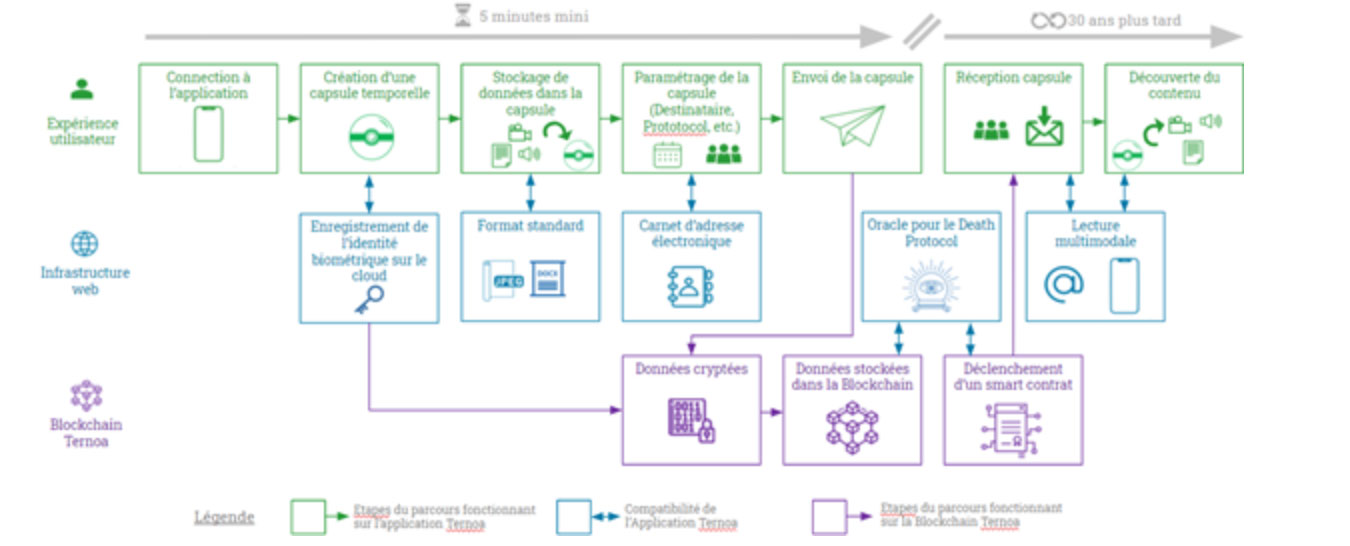 5 minutes mini
30 ans plus tard
Expérience
utilisateur
Connection à
l'application
Création d'une
capsule temporelle
Stockage de
données dans la
capsule
Paramétrage de la
capsule
(Destinataire,
Prototocol, etc.)
Envoi de la capsule
Réception capsule
Découverte du
contenu
Infrastructure
web
Enregistrement de
l'identité
biométrique sur le
cloud
Format standard
JPEG
DOCX
Carnet d'adresse
électronique
Oracle pour le Death
Protocol
Lecture
multimodale
@
Blockchain
Ternoa
Données cryptées
0011
0110
001
Données stockées
dans la Blockchain
Déclenchement
d'un smart contrat
Légende
Etapes du parcours fonctionnant
sur l'application Ternoa
Compatibilité de
l'Application Ternoa
Etapes du parcours fonctionnant
sur la Blockchain Ternoa